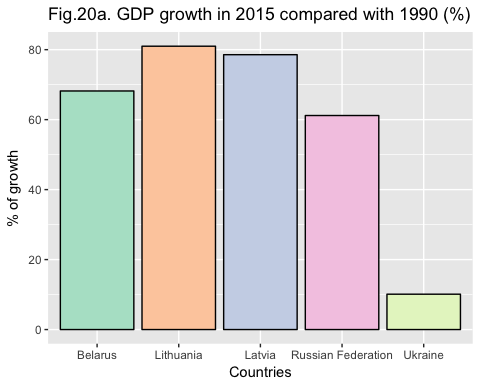 Fig.20a. GDP growth in 2015 compared with 1990 (%)
% of growth
80
60
40
20
0
Belarus Lithuania Latvia Russian Federation Ukraine
Countries